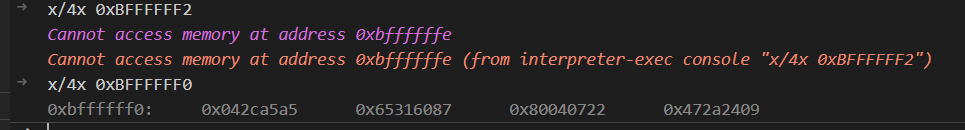 x/4x 0xBFFFFFF2
Cannot access memory at address 0xbffffffe
Cannot access memory at address 0xbffffffe (from interpreter-exec console "x/4x 0xBFFFFFF2")
x/4x 0xBFFFFFF0
0xbffffff0: 0x042ca5a5 0x65316087 0x80040722 0x472a2409